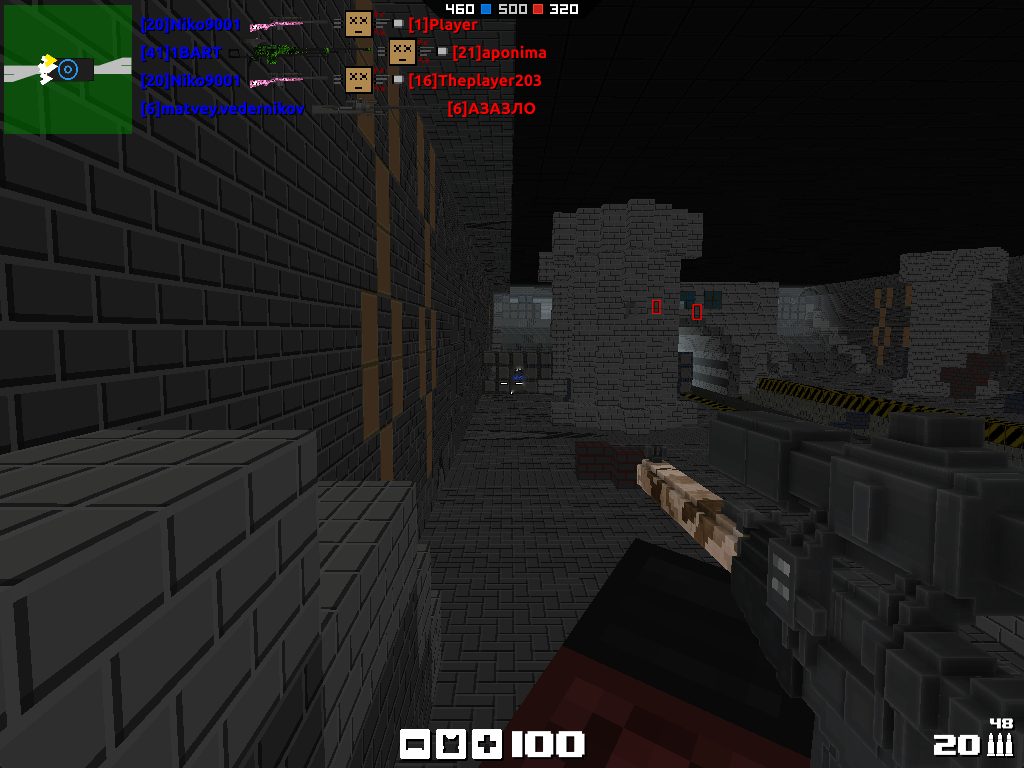 460 500 320
[20]Niko9001 [1]Player
[41]1BART [21]aponima
[20]Niko9001 [16]Theplayer203
[6]matvey.vedernikov [6]АЗАЗЛО
48
100 20